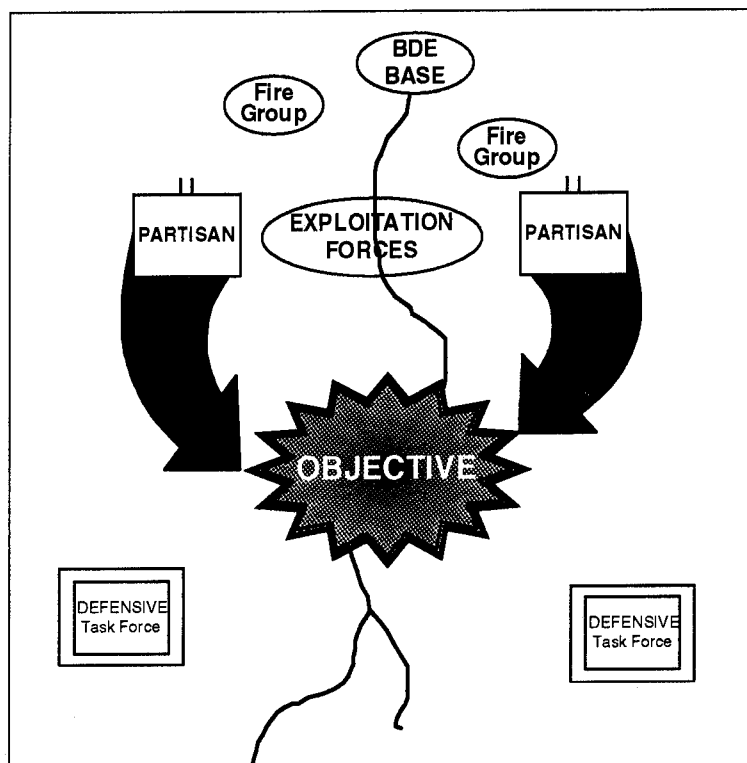 BDE
BASE
Fire
Group
Fire
Group
PARTISAN
EXPLOITATION
FORCES
PARTISAN
OBJECTIVE
DEFENSIVE
Task Force
DEFENSIVE
Task Force